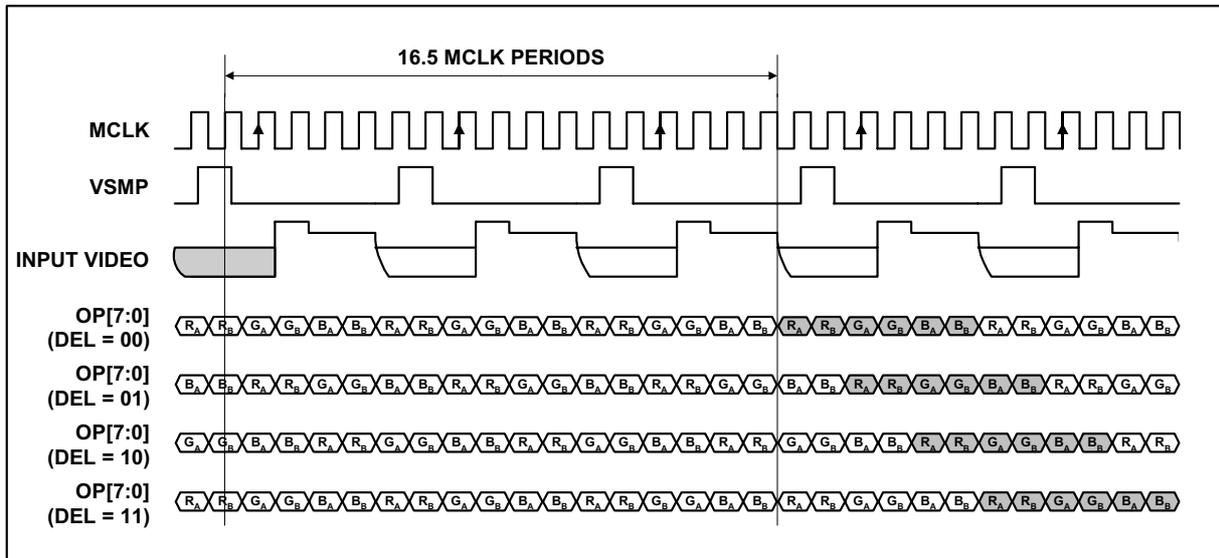 16.5 MCLK PERIODS
MCLK
VSMP
INPUT VIDEO
OP[7:0]
(DEL = 00)
RA RB GA GB BA BB RA RB GA GB BA BB RA RB GA GB BA BB RA RB GA GB BA BB RA RB GA GB BA BB
OP[7:0]
(DEL = 01)
BA BB RA RB GA GB BA BB RA RB GA GB BA BB RA RB GA GB BA BB RA RB GA GB BA BB RA RB GA GB
OP[7:0]
(DEL = 10)
GA GB BA BB RA RB GA GB BA BB RA RB GA GB BA BB RA RB GA GB BA BB RA RB GA GB BA BB RA RB
OP[7:0]
(DEL = 11)
RA RB GA GB BA BB RA RB GA GB BA BB RA RB GA GB BA BB RA RB GA GB BA BB RA RB GA GB BA BB